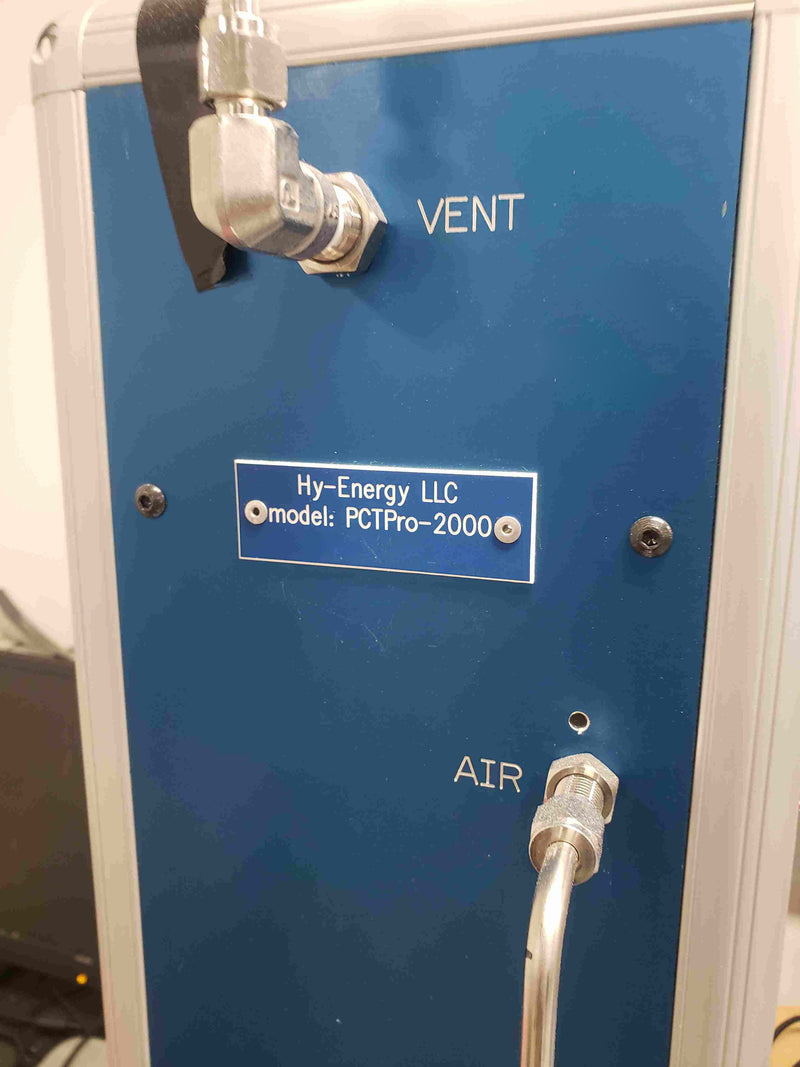 VENT
Hy-Energy LLC
model: PCTPro-2000
AIR